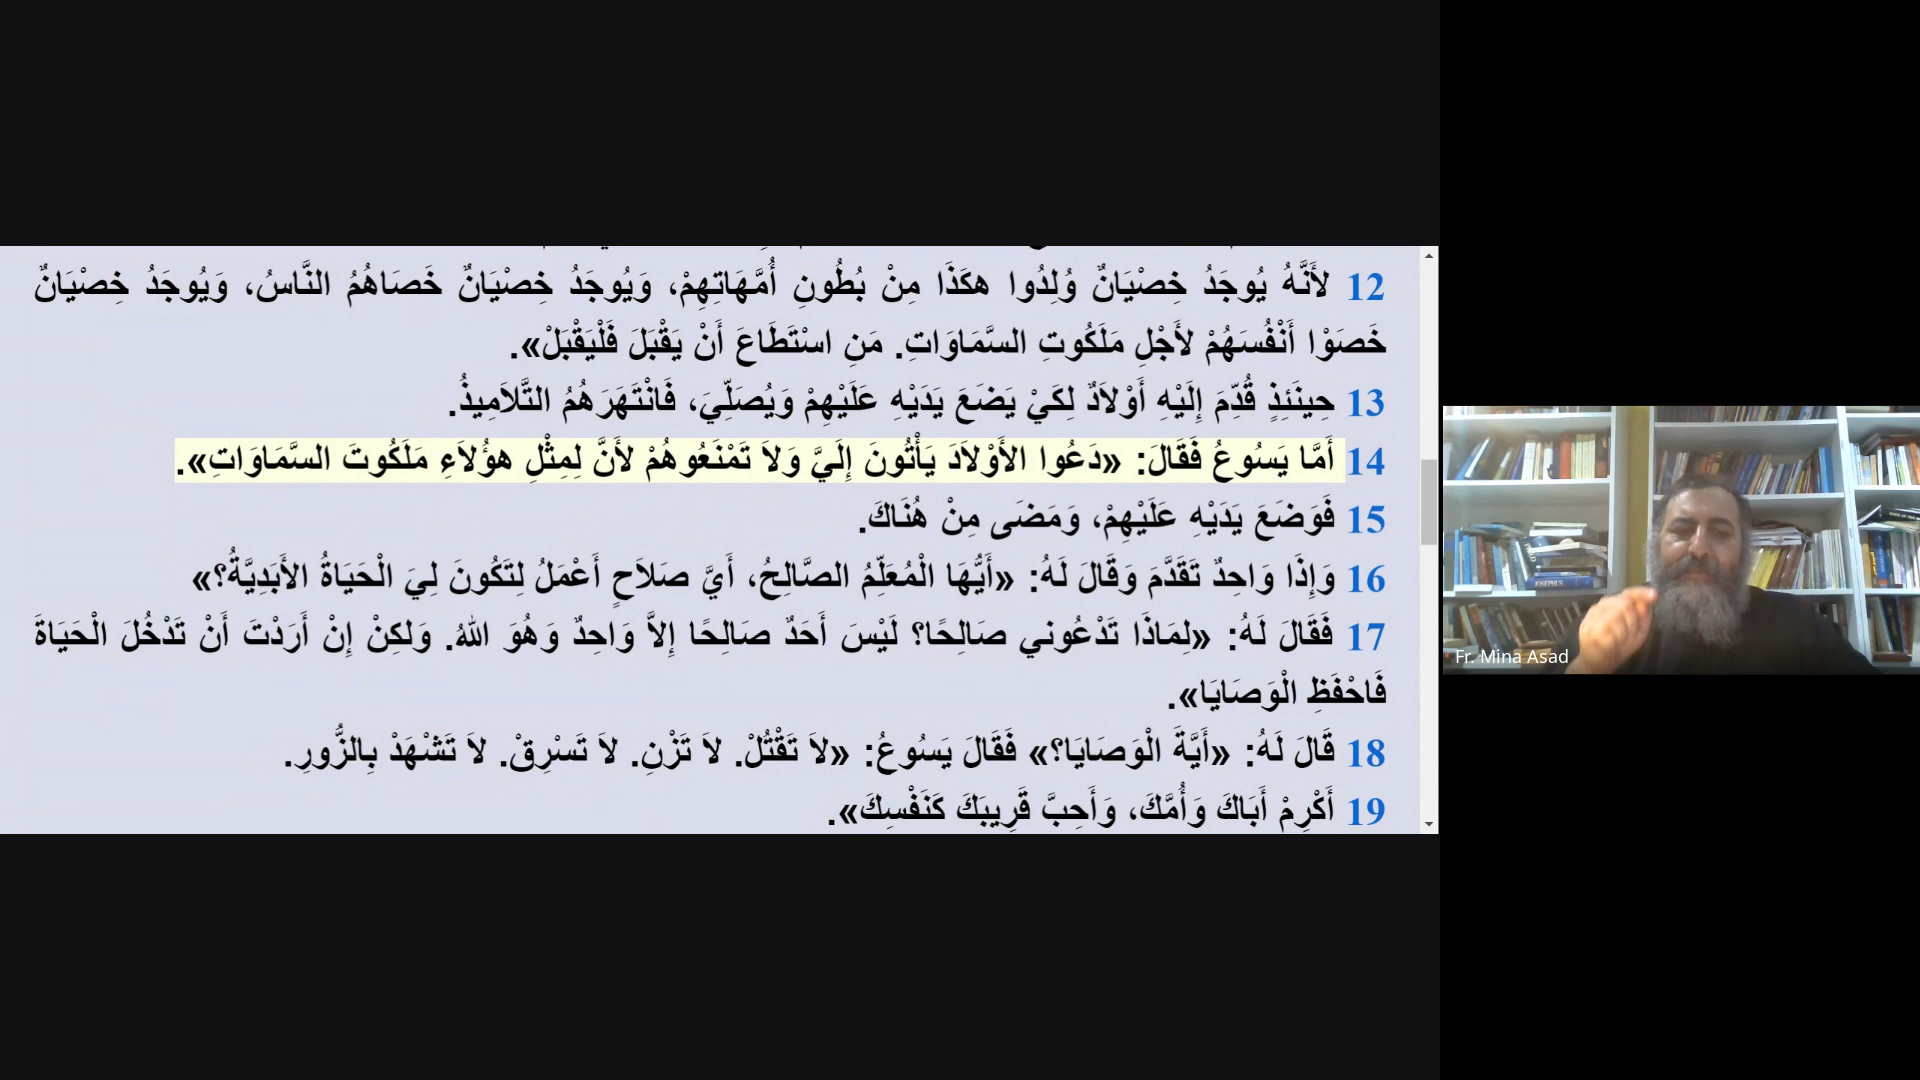 12 لأَنَّهُ يُوجَدُ خِصْيَانٌ وُلِدُوا هكَذَا مِنْ بُطُونِ أُمَّهَاتِهِمْ، وَيُوجَدُ خِصْيَانٌ خَصَاهُمُ النَّاسُ، وَيُوجَدُ خِصْيَانٌ
خَصَوْا أَنْفُسَهُمْ لأَجْلِ مَلَكُوتِ السَّمَاوَاتِ. مَنِ اسْتَطَاعَ أَنْ يَقْبَلَ فَلْيَقْبَلْ».
13 حِينَئِذٍ قُدِّمَ إِلَيْهِ أَوْلاَدٌ لِكَيْ يَضَعَ يَدَيْهِ عَلَيْهِمْ وَيُصَلِّيَ، فَانْتَهَرَهُمُ التَّلاَمِيذُ.
14 أَمَّا يَسُوعُ فَقَالَ: «دَعُوا الأَوْلاَدَ يَأْتُونَ إِلَيَّ وَلاَ تَمْنَعُوهُمْ لأَنَّ لِمِثْلِ هؤُلاَءِ مَلَكُوتَ السَّمَاوَاتِ».
15 فَوَضَعَ يَدَيْهِ عَلَيْهِمْ، وَمَضَى مِنْ هُنَاكَ.
16 وَإِذَا وَاحِدٌ تَقَدَّمَ وَقَالَ لَهُ: «أَيُّهَا الْمُعَلِّمُ الصَّالِحُ، أَيَّ صَلاَحٍ أَعْمَلُ لِتَكُونَ لِيَ الْحَيَاةُ الأَبَدِيَّةُ؟»
17 فَقَالَ لَهُ: «لِمَاذَا تَدْعُوني صَالِحًا؟ لَيْسَ أَحَدٌ صَالِحًا إِلاَّ وَاحِدٌ وَهُوَ اللهُ. وَلكِنْ إِنْ أَرَدْتَ أَنْ تَدْخُلَ الْحَيَاةَ
فَاحْفَظِ الْوَصَايَا».
18 قَالَ لَهُ: «أَيَّةَ الْوَصَايَا؟» فَقَالَ يَسُوعُ: «لاَ تَقْتُلْ. لاَ تَزْنِ. لاَ تَسْرِقْ. لاَ تَشْهَدْ بِالزُّورِ.
19 أَكْرِمْ أَبَاكَ وَأُمَّكَ، وَأَحِبَّ قَرِيبَكَ كَنَفْسِكَ».
Fr. Mina Asad
JOSEPHUS